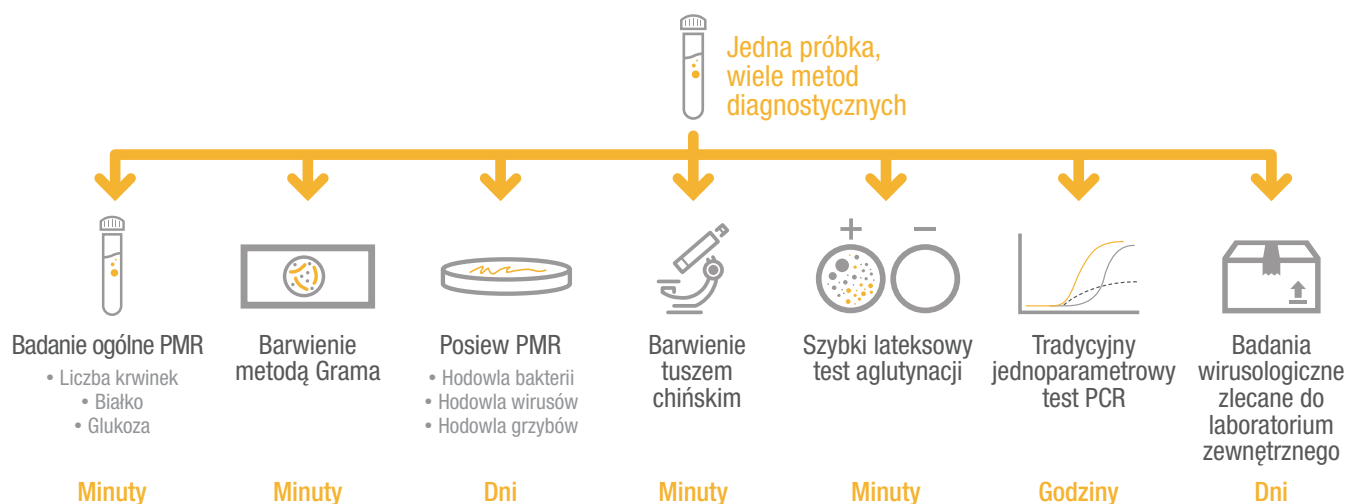 Jedna próbka,
wiele metod
diagnostycznych
+ −
Badanie ogólne PMR
• Liczba krwinek
• Białko
• Glukoza
Minuty
Barwienie
metodą Grama
Minuty
Posiew PMR
• Hodowla bakterii
• Hodowla wirusów
• Hodowla grzybów
Dni
Barwienie
tuszem
chińskim
Minuty
Szybki lateksowy
test aglutynacji
Minuty
Tradycyjny
jednoparametrowy
test PCR
Godziny
Badania
wirusologiczne
zlecane do
laboratorium
zewnętrznego
Dni